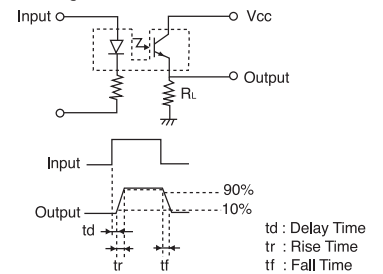 Input
Vcc
Output
RL
Input
90%
Output
10%
td
tr
tf
td : Delay Time
tr : Rise Time
tf : Fall Time